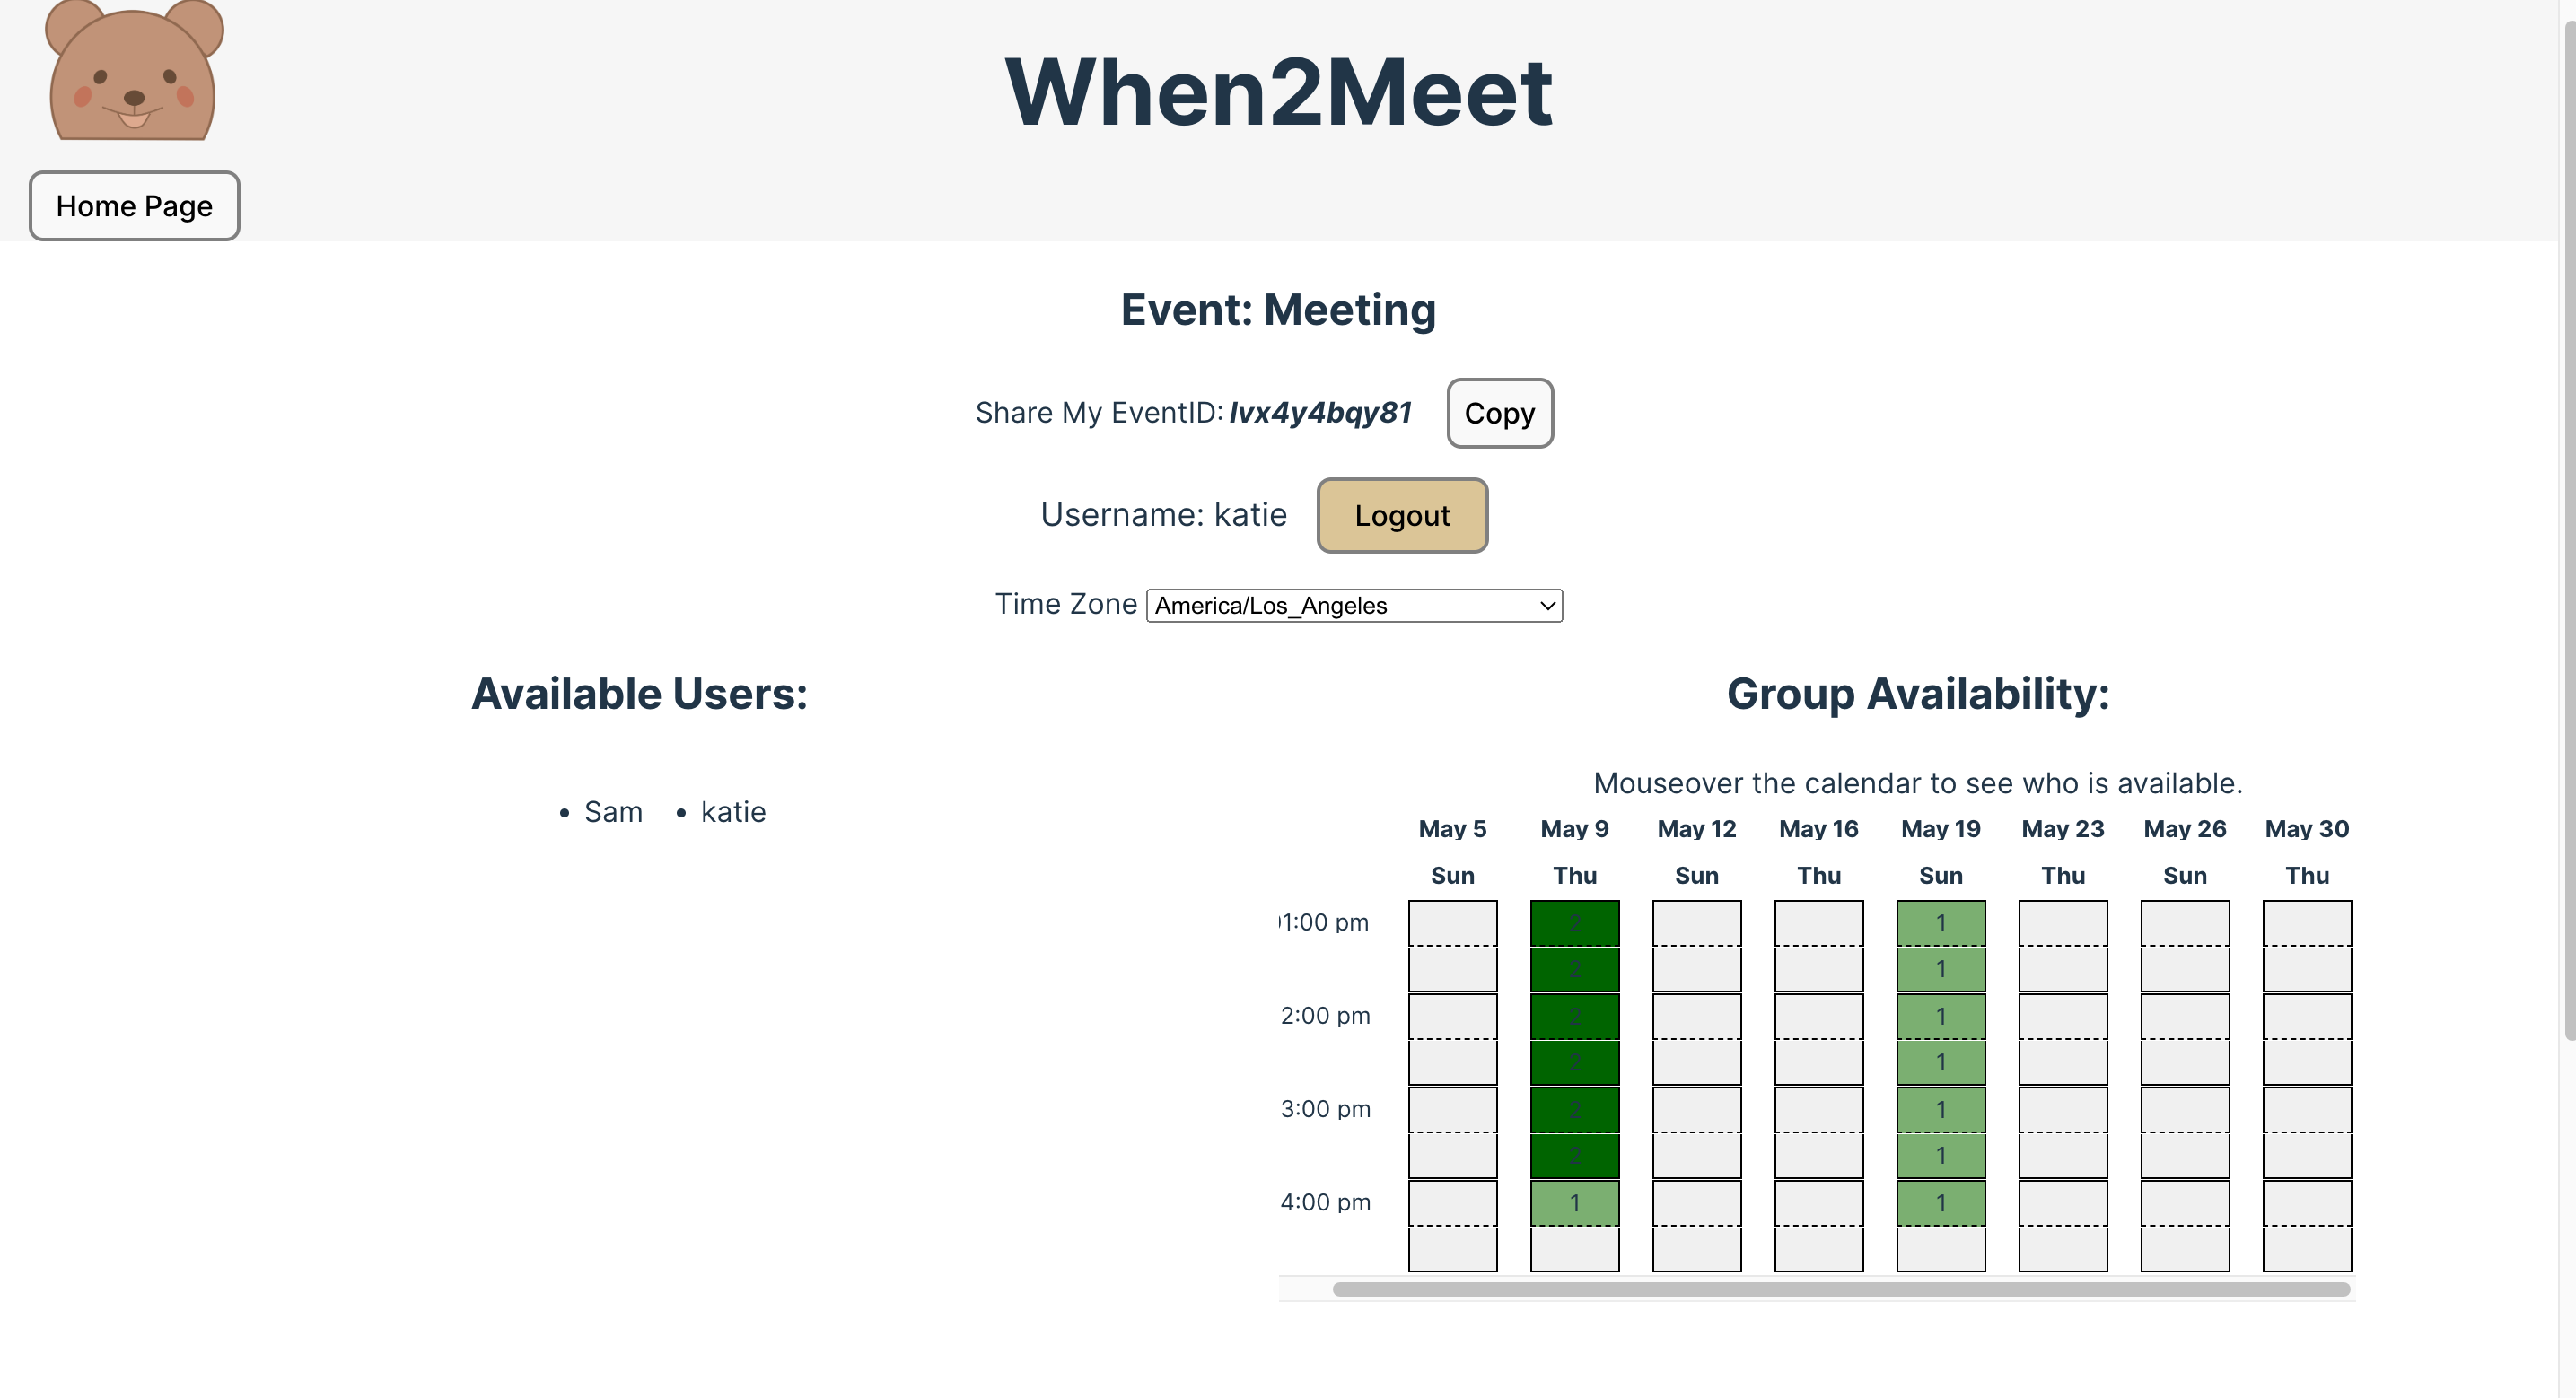 When2Meet
Home Page
Event: Meeting
Share My EventID: lvx4y4bqy81 Copy
Username: katie Logout
Time Zone America/Los_Angeles
Available Users:
• Sam • katie
Group Availability:
Mouseover the calendar to see who is available.
May 5 May 9 May 12 May 16 May 19 May 23 May 26 May 30
Sun Thu Sun Thu Sun Thu Sun Thu
1:00 pm 2 1
2 1
2:00 pm 2 1
2 1
3:00 pm 2 1
2 1
4:00 pm 1 1